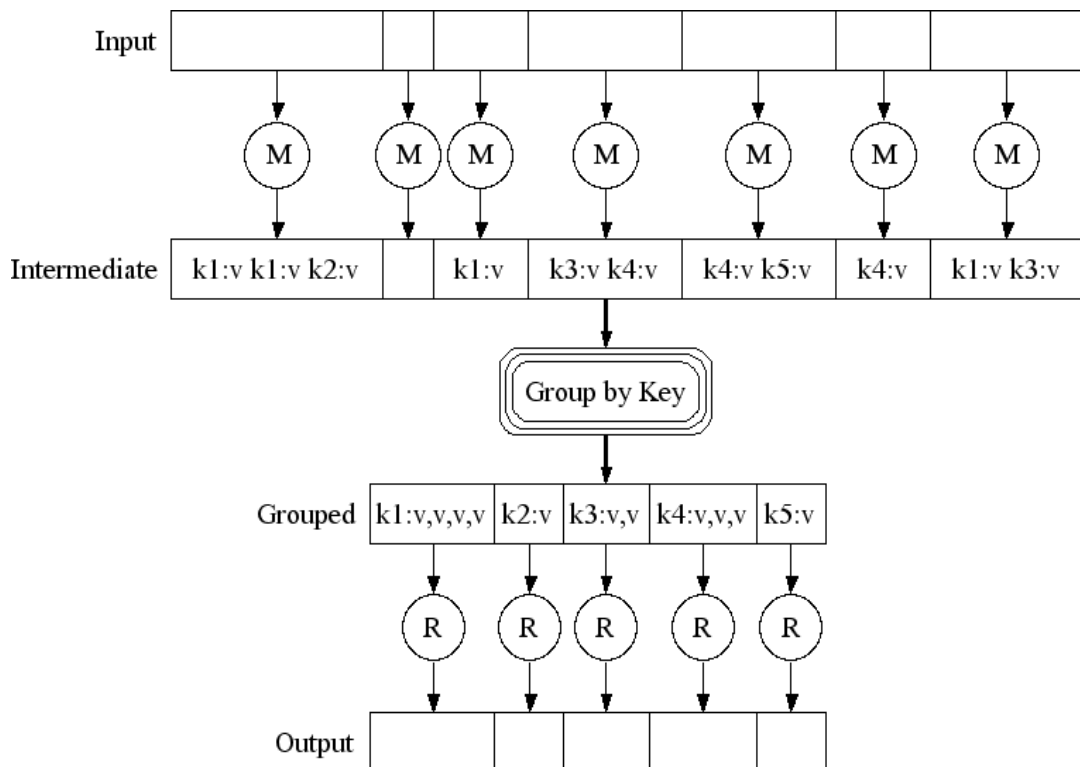 Input
M M M M M M M
Intermediate k1:v k1:v k2:v k1:v k3:v k4:v k4:v k5:v k4:v k1:v k3:v
Group by Key
Grouped k1:v,v,v,v k2:v k3:v,v k4:v,v,v k5:v
R R R R R
Output